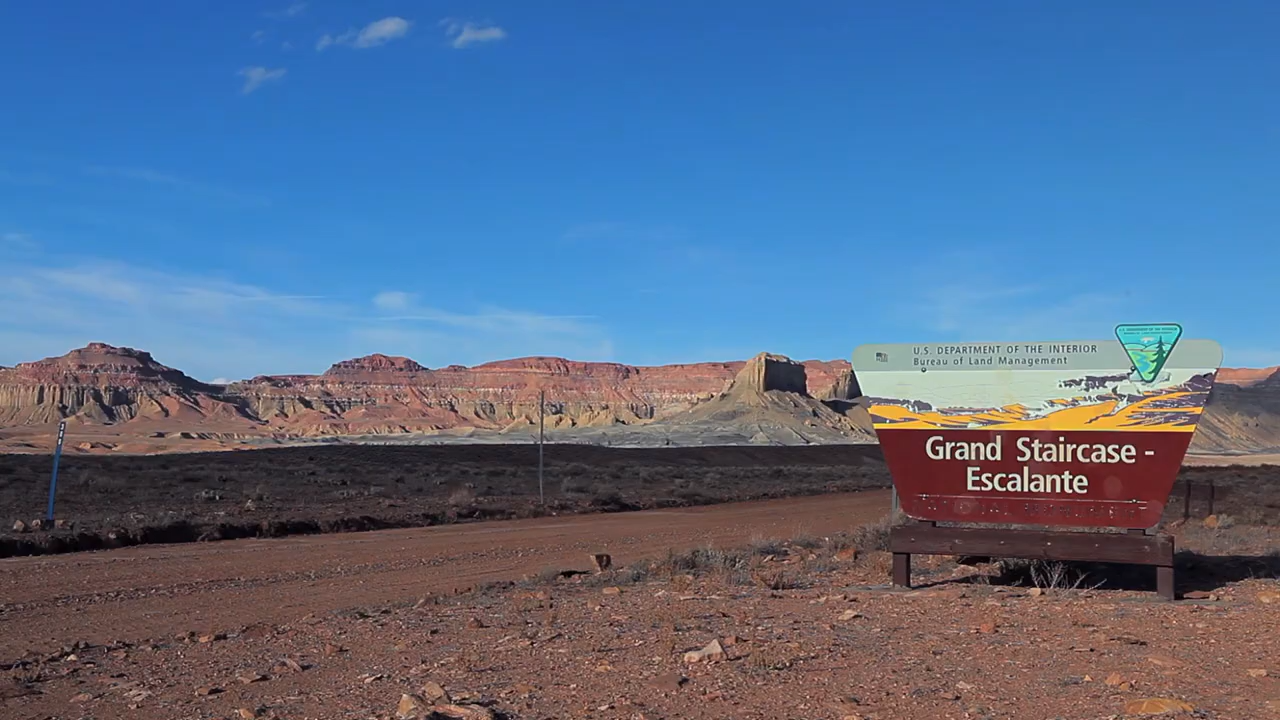 U.S. DEPARTMENT OF THE INTERIOR
Bureau of Land Management
Grand Staircase -
Escalante